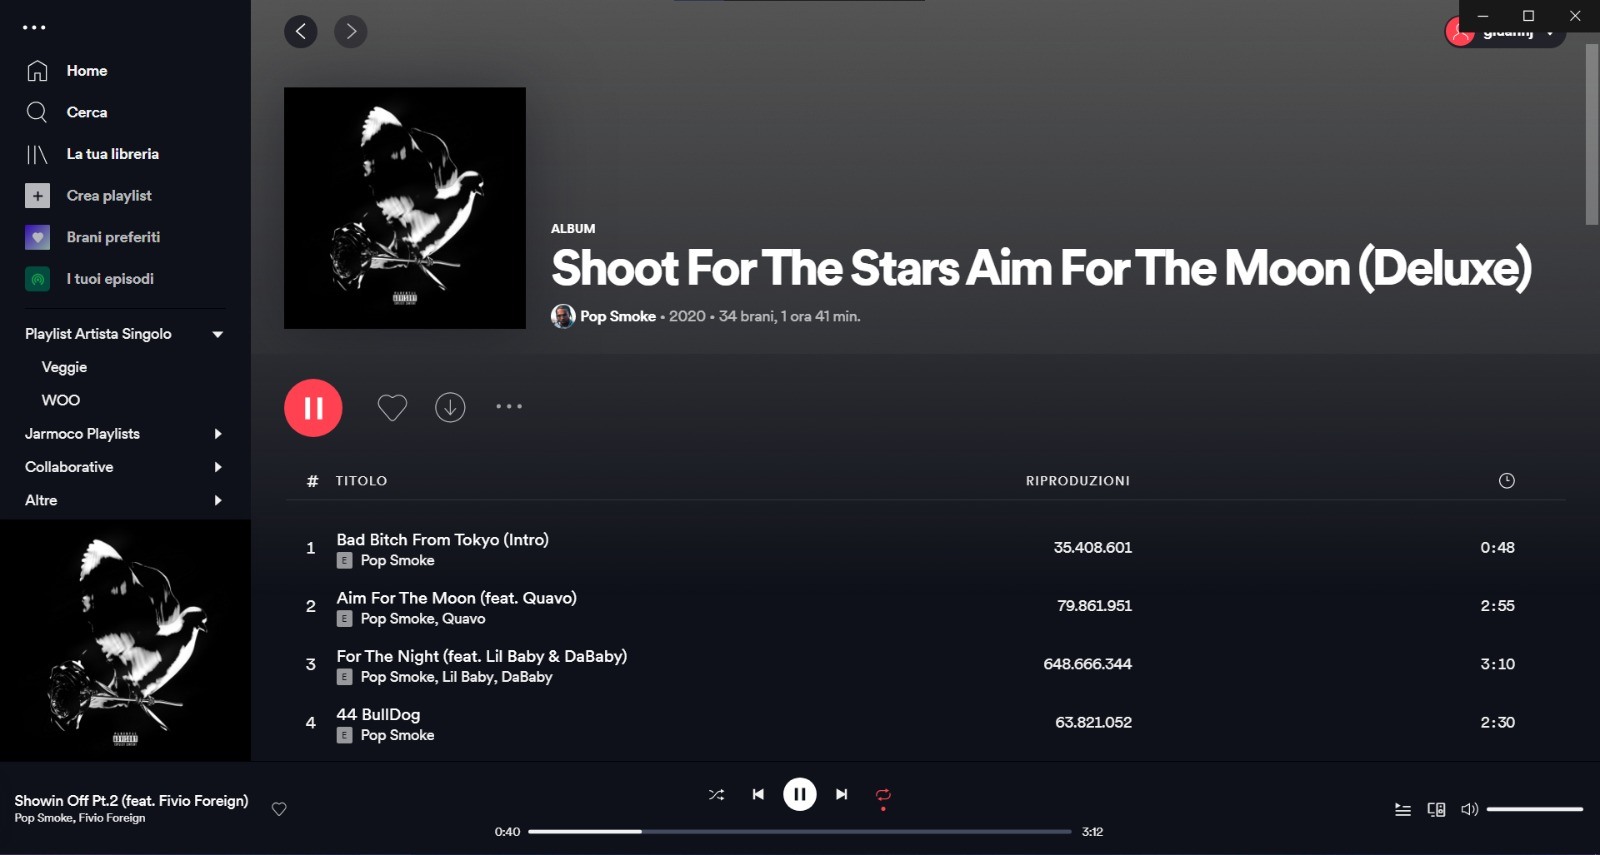 Home
Cerca
La tua libreria
Crea playlist
Brani preferiti
I tuoi episodi
Playlist Artista Singolo
Veggie
WOO
Jarmoco Playlists
Collaborative
Altre
ALBUM
Shoot For The Stars Aim For The Moon (Deluxe)
Pop Smoke • 2020 • 34 brani, 1 ora 41 min.
# TITOLO RIPRODUZIONI
1 Bad Bitch From Tokyo (Intro) 35.408.601 0:48
E Pop Smoke
2 Aim For The Moon (feat. Quavo) 79.861.951 2:55
E Pop Smoke, Quavo
3 For The Night (feat. Lil Baby & DaBaby) 648.666.344 3:10
E Pop Smoke, Lil Baby, DaBaby
4 44 BullDog 63.821.052 2:30
E Pop Smoke
Showin Off Pt.2 (feat. Fivio Foreign)
Pop Smoke, Fivio Foreign
0:40 3:12